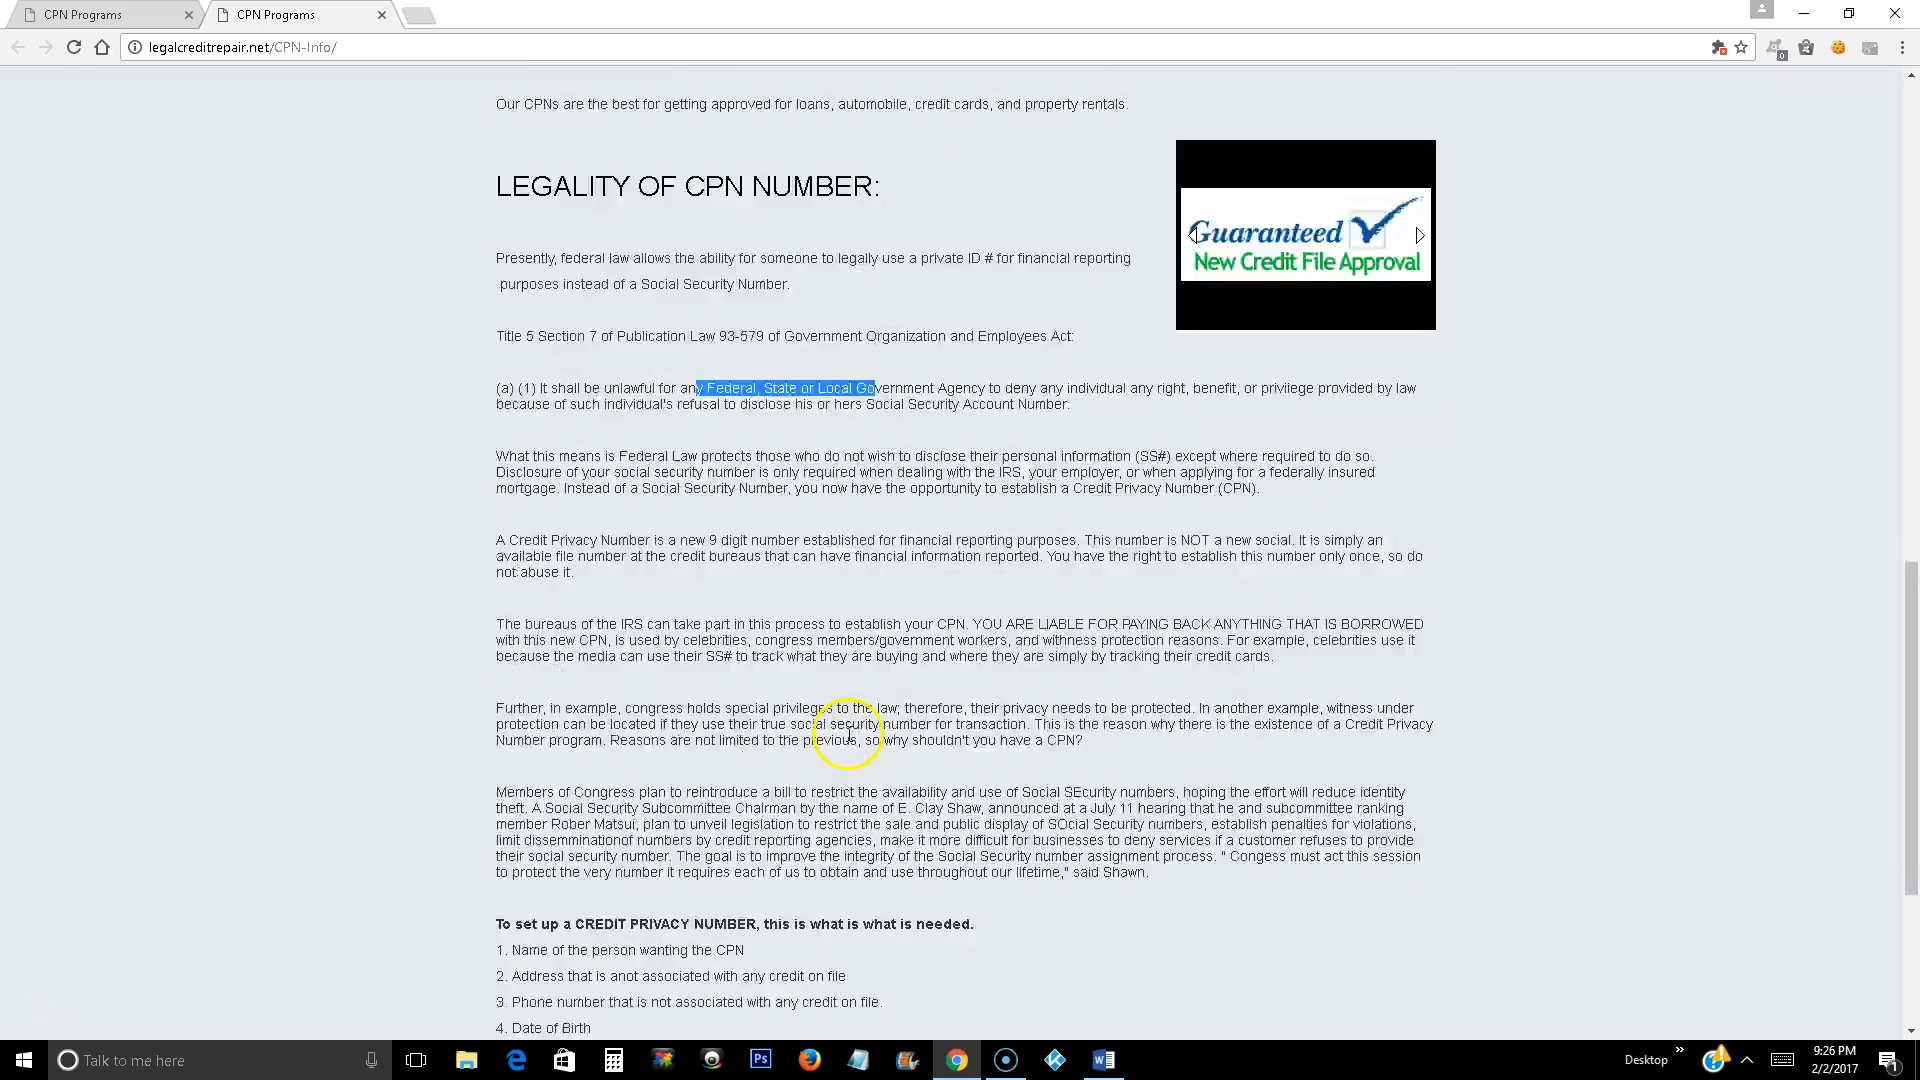 CPN Programs
CPN Programs
legalcreditrepair.net/CPN-Info/
0
Our CPNs are the best for getting approved for loans, automobile, credit cards, and property rentals.
LEGALITY OF CPN NUMBER:
Guaranteed
New Credit File Approval
Presently, federal law allows the ability for someone to legally use a private ID # for financial reporting
purposes instead of a Social Security Number.
Title 5 Section 7 of Publication Law 93-579 of Government Organization and Employees Act:
(a) (1) It shall be unlawful for any Federal, State or Local Government Agency to deny any individual any right, benefit, or privilege provided by law
because of such individual's refusal to disclose his or hers Social Security Account Number.
What this means is Federal Law protects those who do not wish to disclose their personal information (SS#) except where required to do so.
Disclosure of your social security number is only required when dealing with the IRS, your employer, or when applying for a federally insured
mortgage. Instead of a Social Security Number, you now have the opportunity to establish a Credit Privacy Number (CPN).
A Credit Privacy Number is a new 9 digit number established for financial reporting purposes. This number is NOT a new social. It is simply an
available file number at the credit bureaus that can have financial information reported. You have the right to establish this number only once, so do
not abuse it.
The bureaus of the IRS can take part in this process to establish your CPN. YOU ARE LIABLE FOR PAYING BACK ANYTHING THAT IS BORROWED
with this new CPN, is used by celebrities, congress members/government workers, and withness protection reasons. For example, celebrities use it
because the media can use their SS# to track what they are buying and where they are simply by tracking their credit cards.
Further, in example, congress holds special privileges to the law; therefore, their privacy needs to be protected. In another example, witness under
protection can be located if they use their true social security number for transaction. This is the reason why there is the existence of a Credit Privacy
Number program. Reasons are not limited to the previous, so why shouldn't you have a CPN?
Members of Congress plan to reintroduce a bill to restrict the availability and use of Social SEcurity numbers, hoping the effort will reduce identity
theft. A Social Security Subcommittee Chairman by the name of E. Clay Shaw, announced at a July 11 hearing that he and subcommittee ranking
member Rober Matsui, plan to unveil legislation to restrict the sale and public display of SOcial Security numbers, establish penalties for violations,
limit dissemminationof numbers by credit reporting agencies, make it more difficult for businesses to deny services if a customer refuses to provide
their social security number. The goal is to improve the integrity of the Social Security number assignment process. " Congess must act this session
to protect the very number it requires each of us to obtain and use throughout our lifetime," said Shawn.
To set up a CREDIT PRIVACY NUMBER, this is what is what is needed.
1. Name of the person wanting the CPN
2. Address that is anot associated with any credit on file
3. Phone number that is not associated with any credit on file.
4. Date of Birth
Talk to me here
Ps
Desktop
9:26 PM
2/2/2017
1